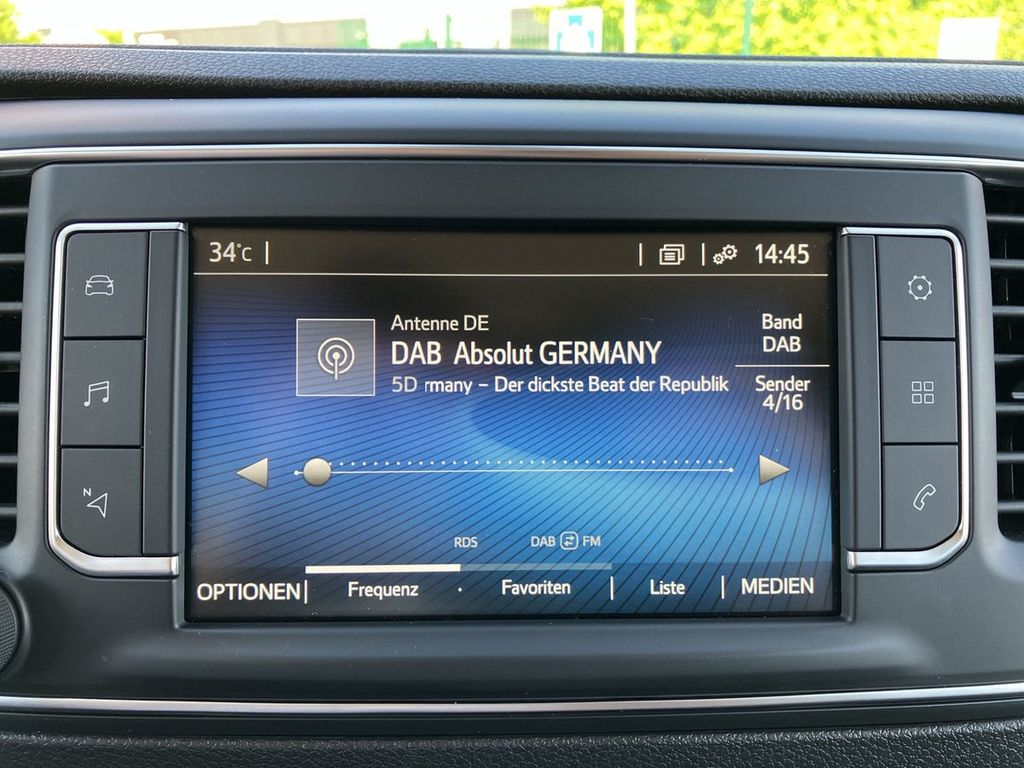 34°C
14:45
Antenne DE
DAB Absolut GERMANY
5D rmany – Der dickste Beat der Republik
Band
DAB
Sender
4/16
N
RDS
DAB FM
OPTIONEN
Frequenz
Favoriten
Liste
MEDIEN